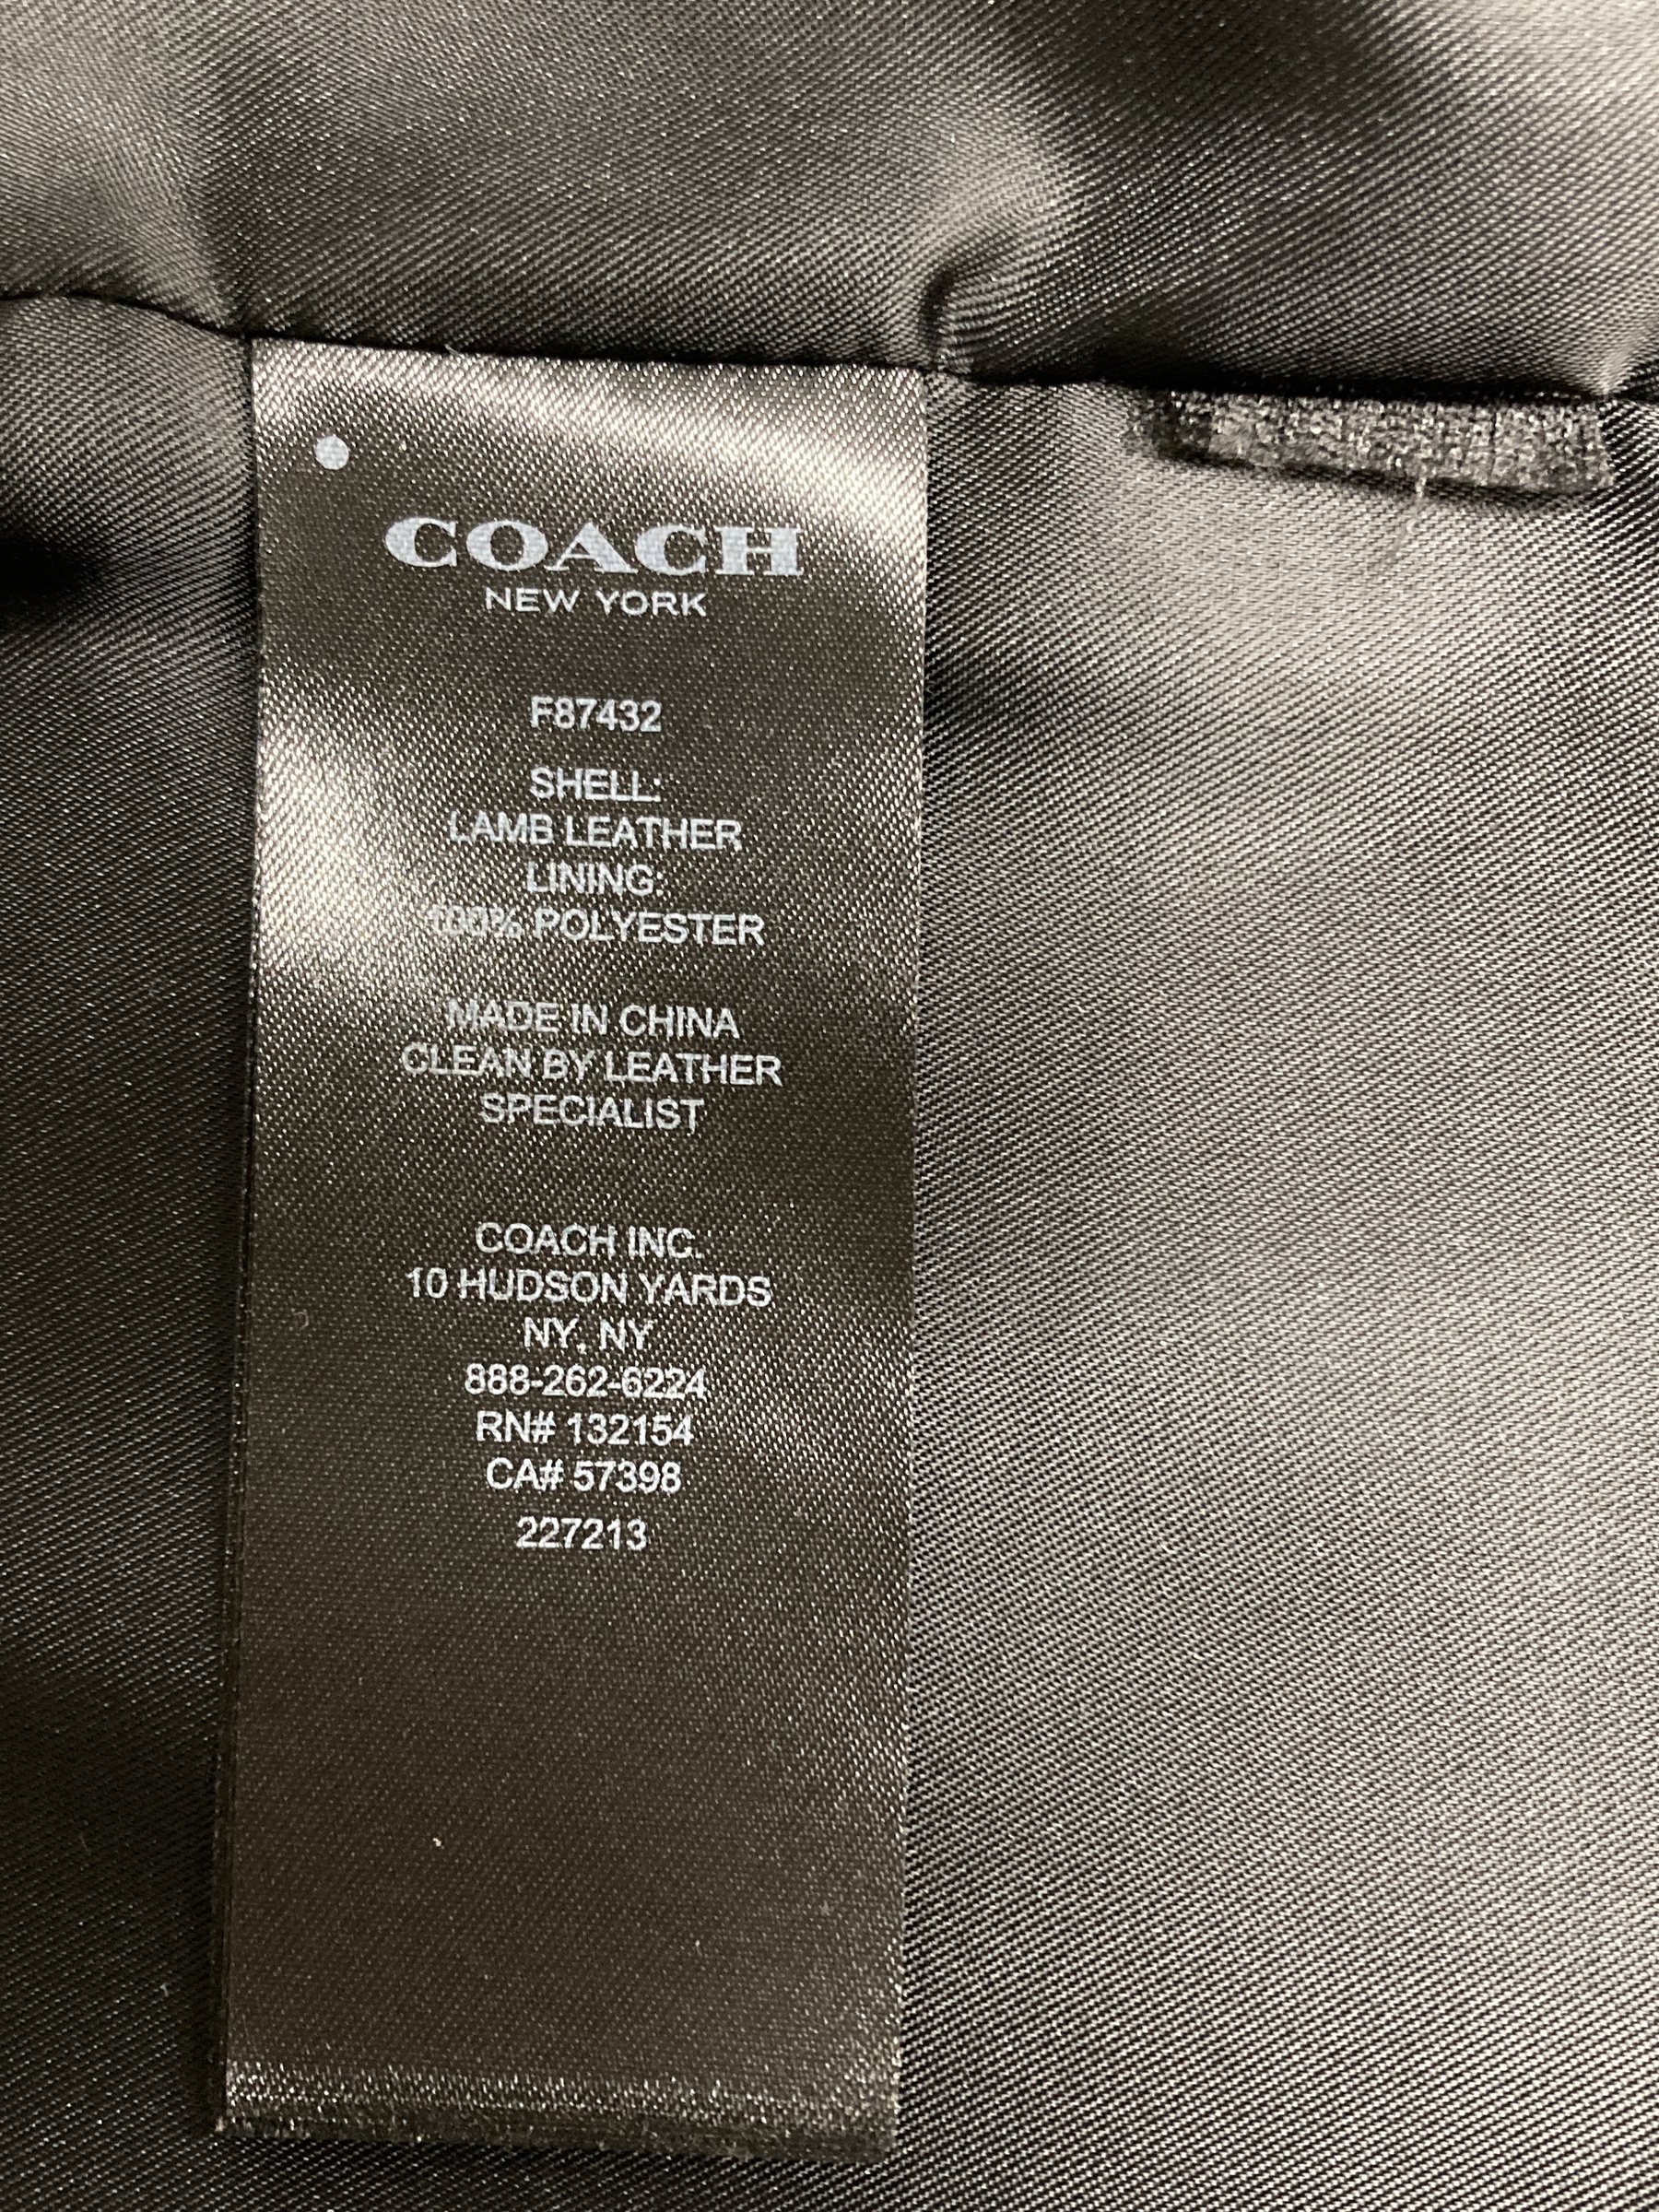 COACH
NEW YORK
F87432
SHELL:
LAMB LEATHER
LINING:
100% POLYESTER
MADE IN CHINA
CLEAN BY LEATHER
SPECIALIST
COACH INC.
10 HUDSON YARDS
NY, NY
888-262-6224
RN# 132154
CA# 57398
227213